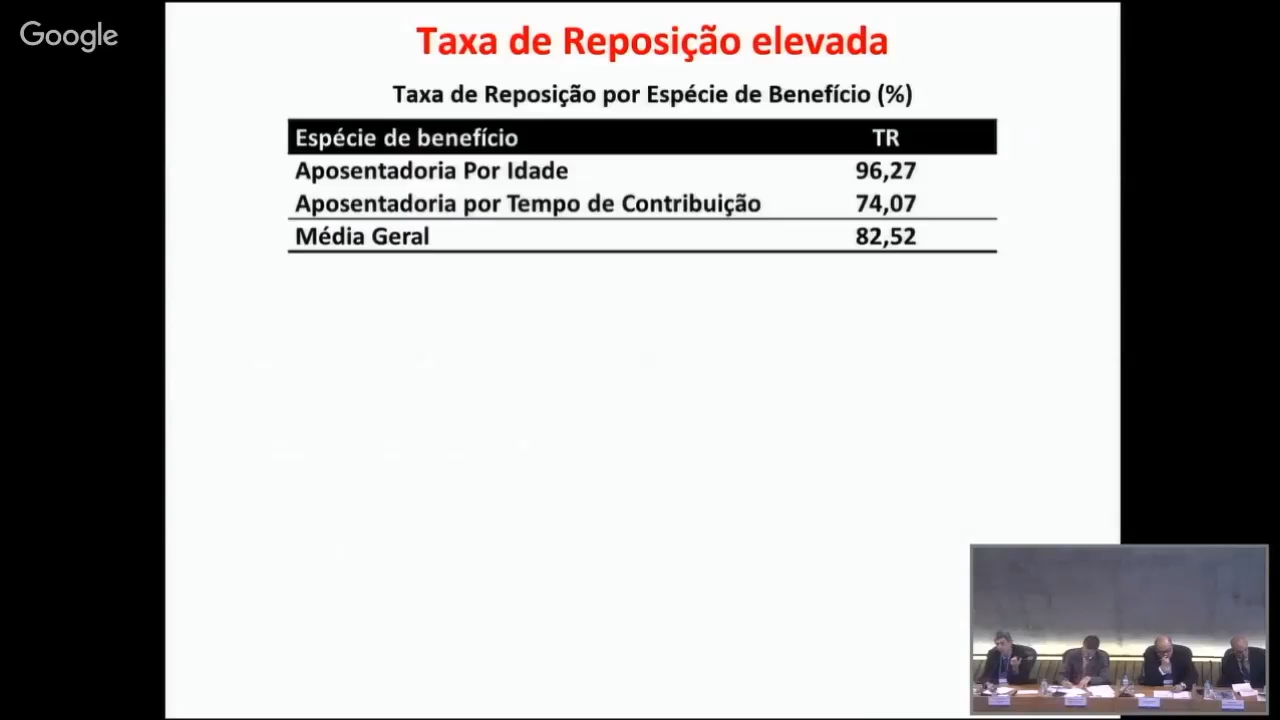 Google
Taxa de Reposição elevada
Taxa de Reposição por Espécie de Benefício (%)
Espécie de benefício TR
Aposentadoria Por Idade 96,27
Aposentadoria por Tempo de Contribuição 74,07
Média Geral 82,52